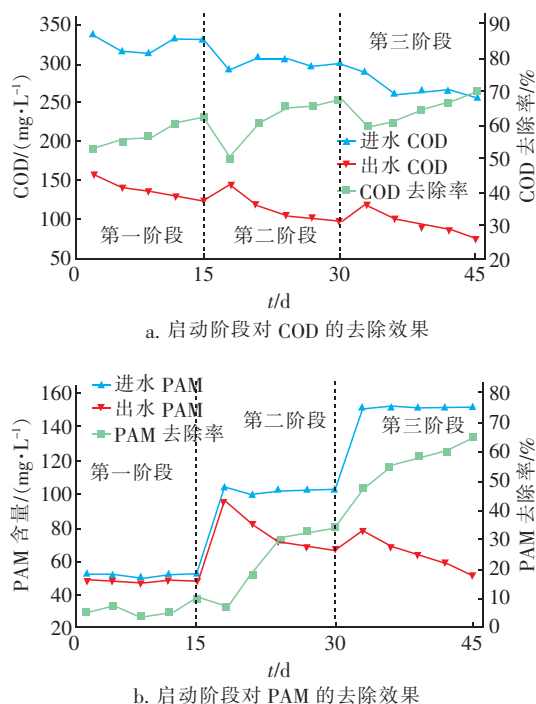 350
300
250
200
150
100
50
COD/(mg·L⁻¹)
90
80
70
60
50
40
30
20
COD 去除率/%
第三阶段
进水 COD
出水 COD
COD 去除率
第一阶段
第二阶段
0 15 30 45
t/d
a. 启动阶段对 COD 的去除效果
160
140
120
100
80
60
40
20
PAM 含量/(mg·L⁻¹)
80
70
60
50
40
30
20
10
0
PAM 去除率/%
进水 PAM
出水 PAM
PAM 去除率
第一阶段
第二阶段
第三阶段
0 15 30 45
t/d
b. 启动阶段对 PAM 的去除效果